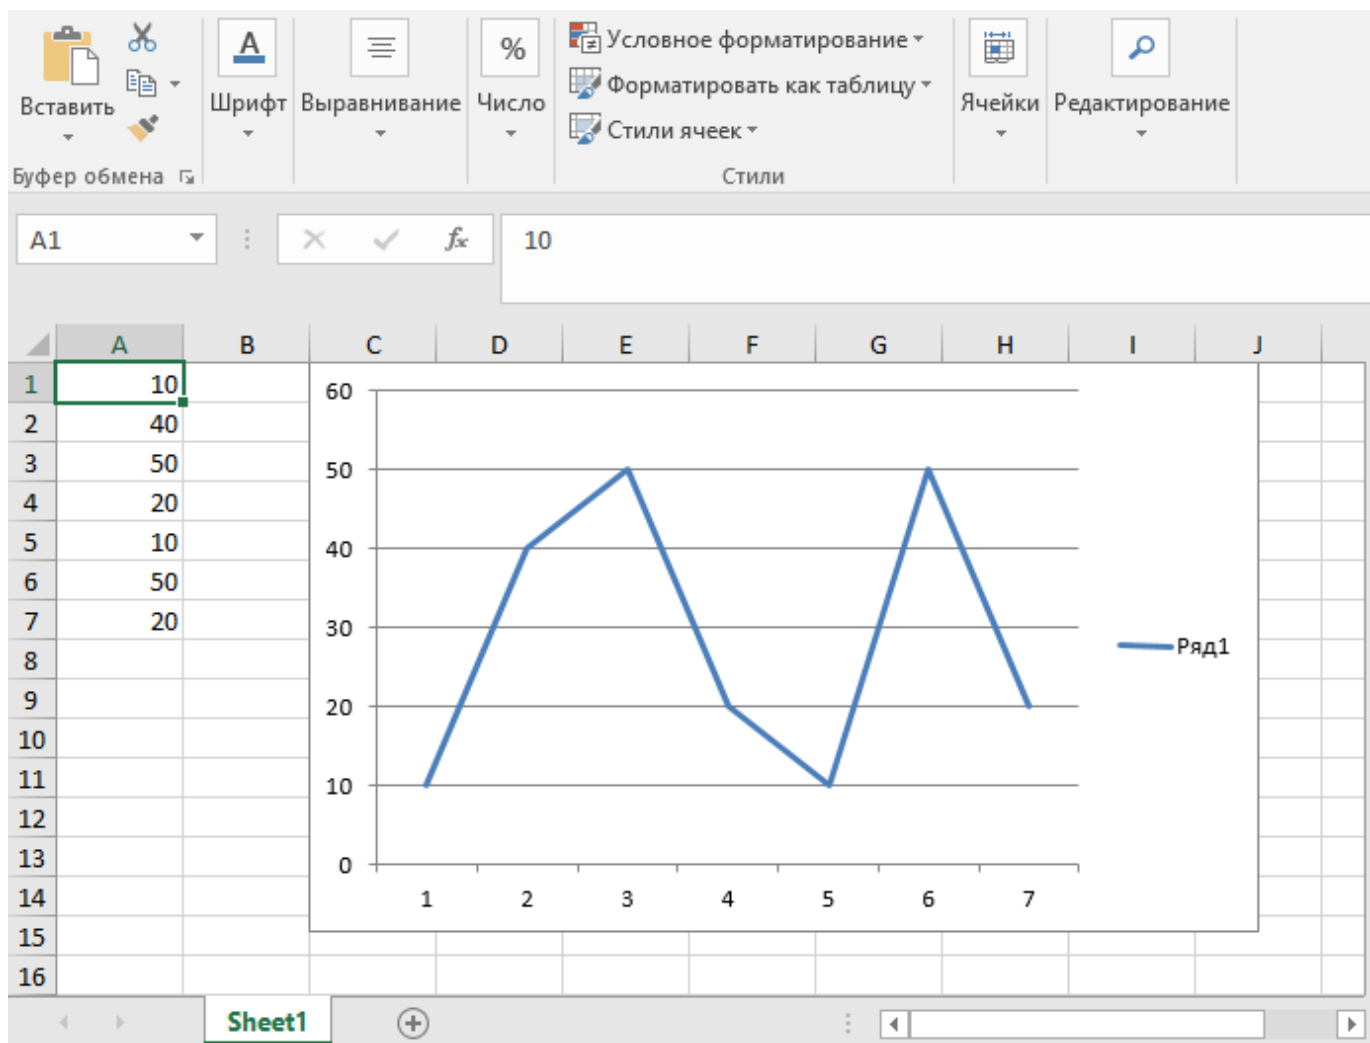 Условное форматирование
Форматировать как таблицу
Стили ячеек
Вставить
Шрифт
Выравнивание
%
Число
Ячейки
Редактирование
Буфер обмена
Стили
A1
fx
10
A B C D E F G H I J
1 10
2 40
3 50
4 20
5 10
6 50
7 20
8
9
10
11
12
13
14
15
16
60
50
40
30
20
10
0
1 2 3 4 5 6 7
Ряд1
Sheet1